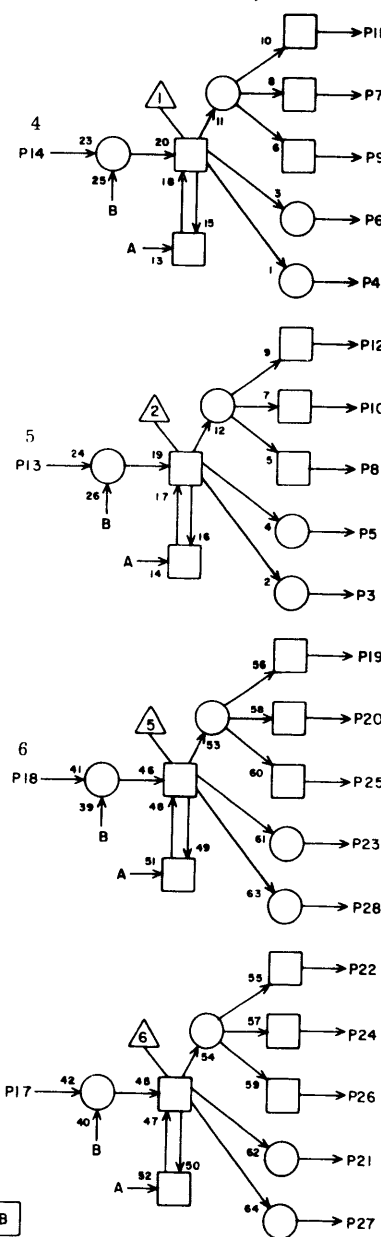 10 P11
1 8 P7
4 11
23 20 6 P9
P14
25 18 3 P6
B 15
A 13 1 P4
9 P12
2 7 P10
5 12
24 19 5 P8
P13
26 17 4 P5
B 16
A 14 2 P3
56 P19
5 58 P20
6 53
41 46 60 P25
P18
39 48 61 P23
B 49
A 51 63 P28
55 P22
6 57 P24
54
42 48 59 P26
P17
40 47 62 P21
B 50
A 52 64 P27
B